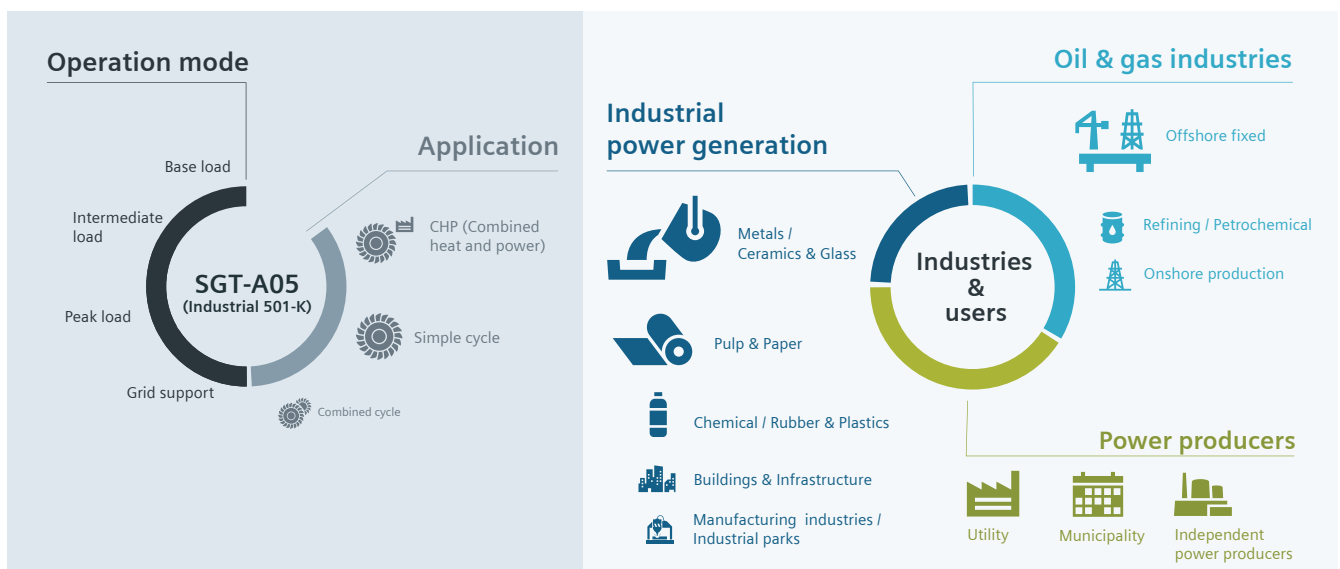 Operation mode
Base load
Intermediate
load
Peak load
Grid support
SGT-A05
(Industrial 501-K)
Application
CHP (Combined
heat and power)
Simple cycle
Combined cycle
Industrial
power generation
Metals /
Ceramics & Glass
Pulp & Paper
Chemical / Rubber & Plastics
Buildings & Infrastructure
Manufacturing industries /
Industrial parks
Industries
&
users
Oil & gas industries
Offshore fixed
Refining / Petrochemical
Onshore production
Power producers
Utility
Municipality
Independent
power producers